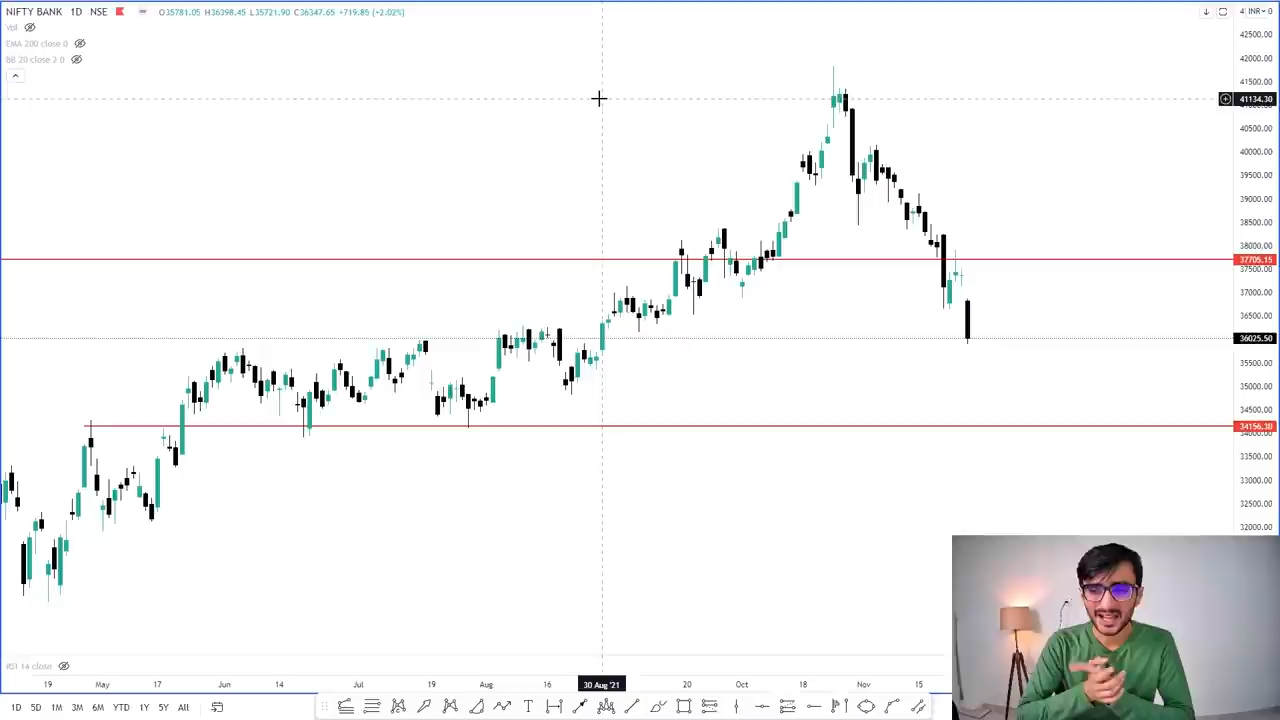 NIFTY BANK 1D NSE O35781.05 H36398.45 L35721.90 C36347.65 +719.85 (+2.02%)
Vol
EMA 200 close 0
BB 20 close 2 0
INR
42500.00
42000.00
41500.00
41134.30
40500.00
40000.00
39500.00
39000.00
38500.00
38000.00
37705.15
37500.00
37000.00
36500.00
36025.50
35500.00
35000.00
34500.00
34156.30
33500.00
33000.00
32500.00
32000.00
RSI 14 close
19 May 17 Jun 14 Jul 19 Aug 16 30 Aug '21 20 Oct 18 Nov 15
1D 5D 1M 3M 6M YTD 1Y 5Y All